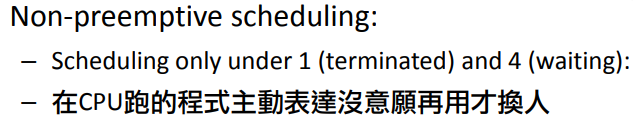 Non-preemptive scheduling:
– Scheduling only under 1 (terminated) and 4 (waiting):
– 在CPU跑的程式主動表達沒意願再用才換人